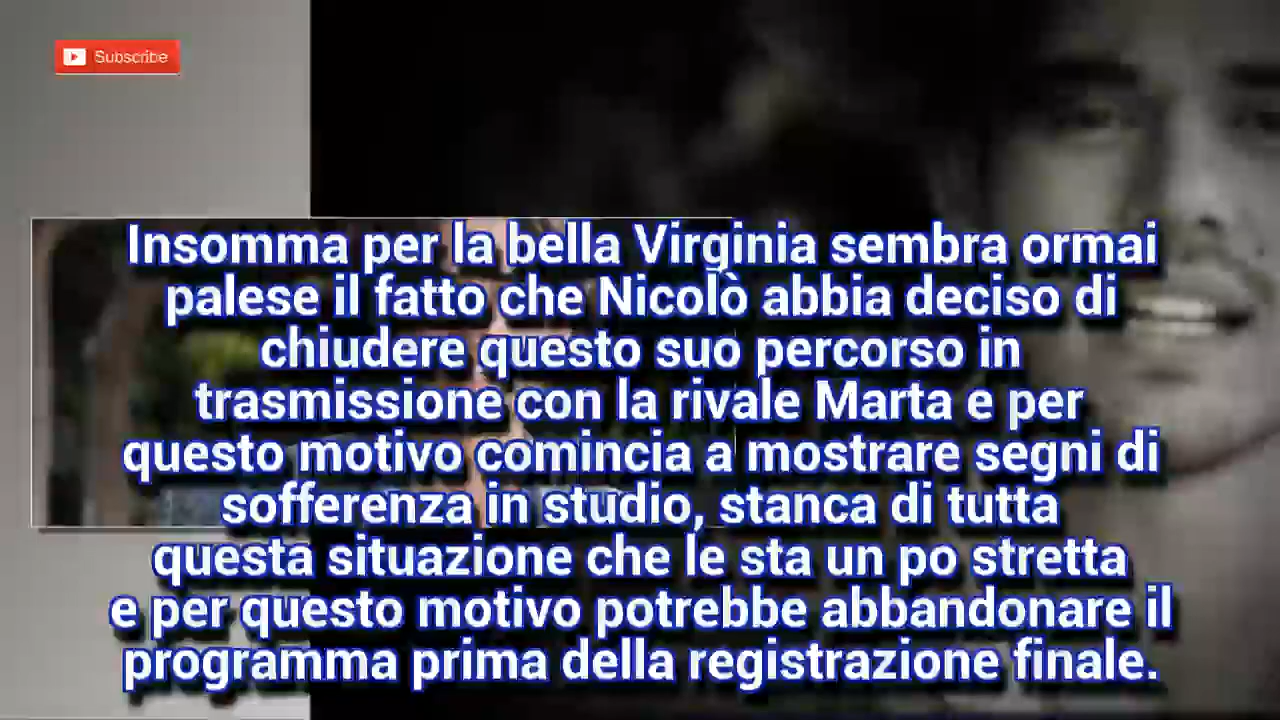 Subscribe
Insomma per la bella Virginia sembra ormai
palese il fatto che Nicolò abbia deciso di
chiudere questo suo percorso in
trasmissione con la rivale Marta e per
questo motivo comincia a mostrare segni di
sofferenza in studio, stanca di tutta
questa situazione che le sta un po stretta
e per questo motivo potrebbe abbandonare il
programma prima della registrazione finale.